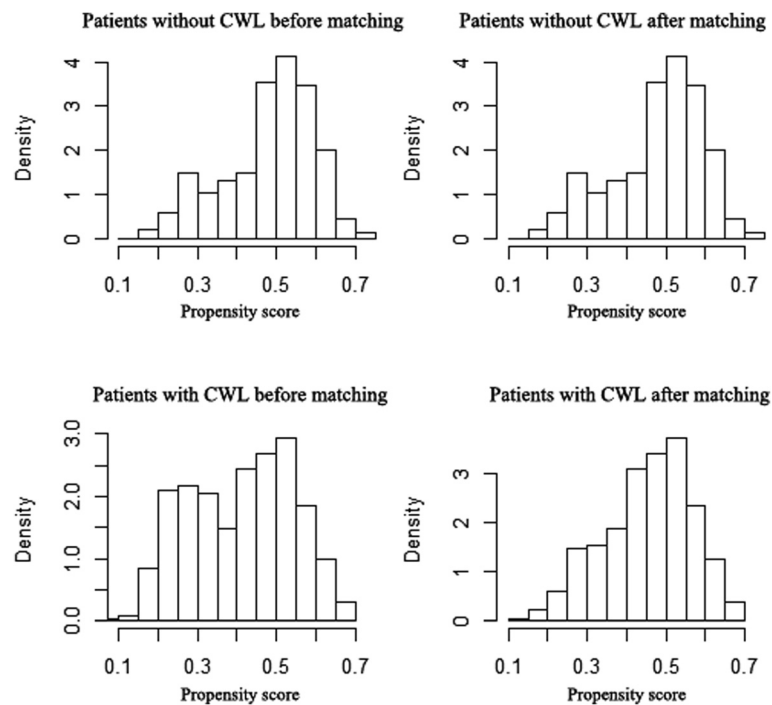 Patients without CWL before matching
Density
4
3
2
1
0
0.1 0.3 0.5 0.7
Propensity score
Patients without CWL after matching
Density
4
3
2
1
0
0.1 0.3 0.5 0.7
Propensity score
Patients with CWL before matching
Density
3.0
2.0
1.0
0.0
0.1 0.3 0.5 0.7
Propensity score
Patients with CWL after matching
Density
3
2
1
0
0.1 0.3 0.5 0.7
Propensity score